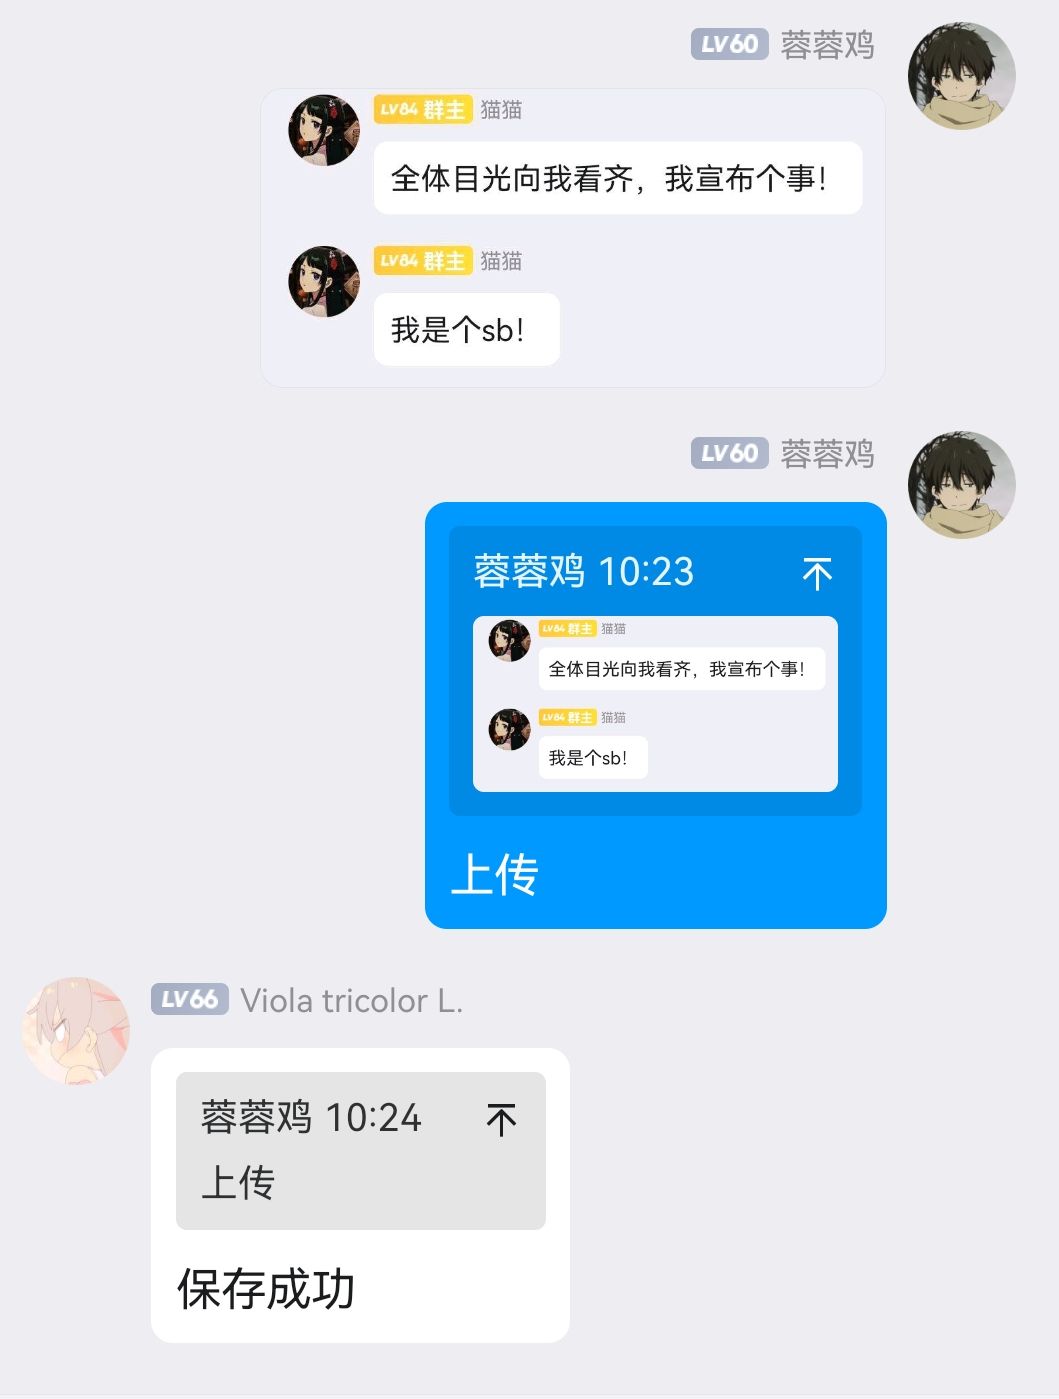 LV60 蓉蓉鸡
LV84 群主 猫猫
全体目光向我看齐，我宣布个事！
LV84 群主 猫猫
我是个sb！
LV60 蓉蓉鸡
蓉蓉鸡 10:23
LV84 群主 猫猫
全体目光向我看齐，我宣布个事！
LV84 群主 猫猫
我是个sb！
上传
LV66 Viola tricolor L.
蓉蓉鸡 10:24
上传
保存成功